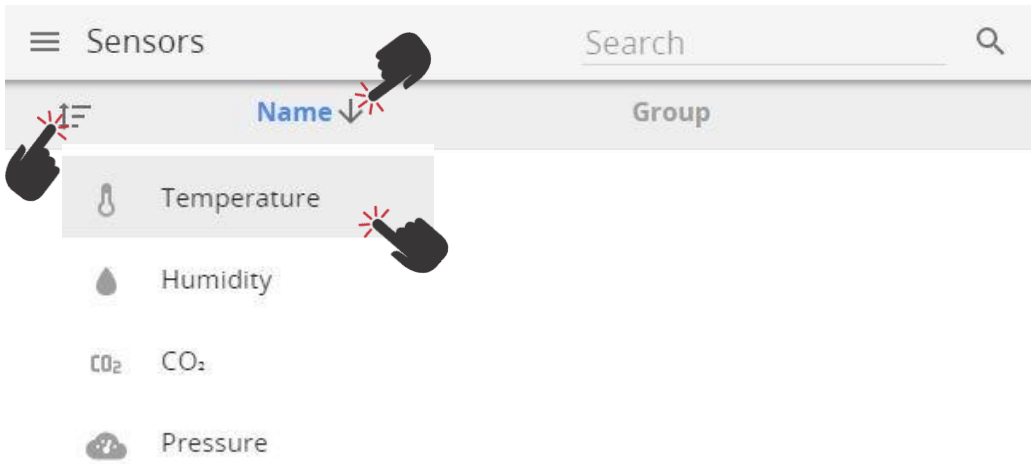 Sensors Search
Name Group
Temperature
Humidity
CO2 CO₂
Pressure